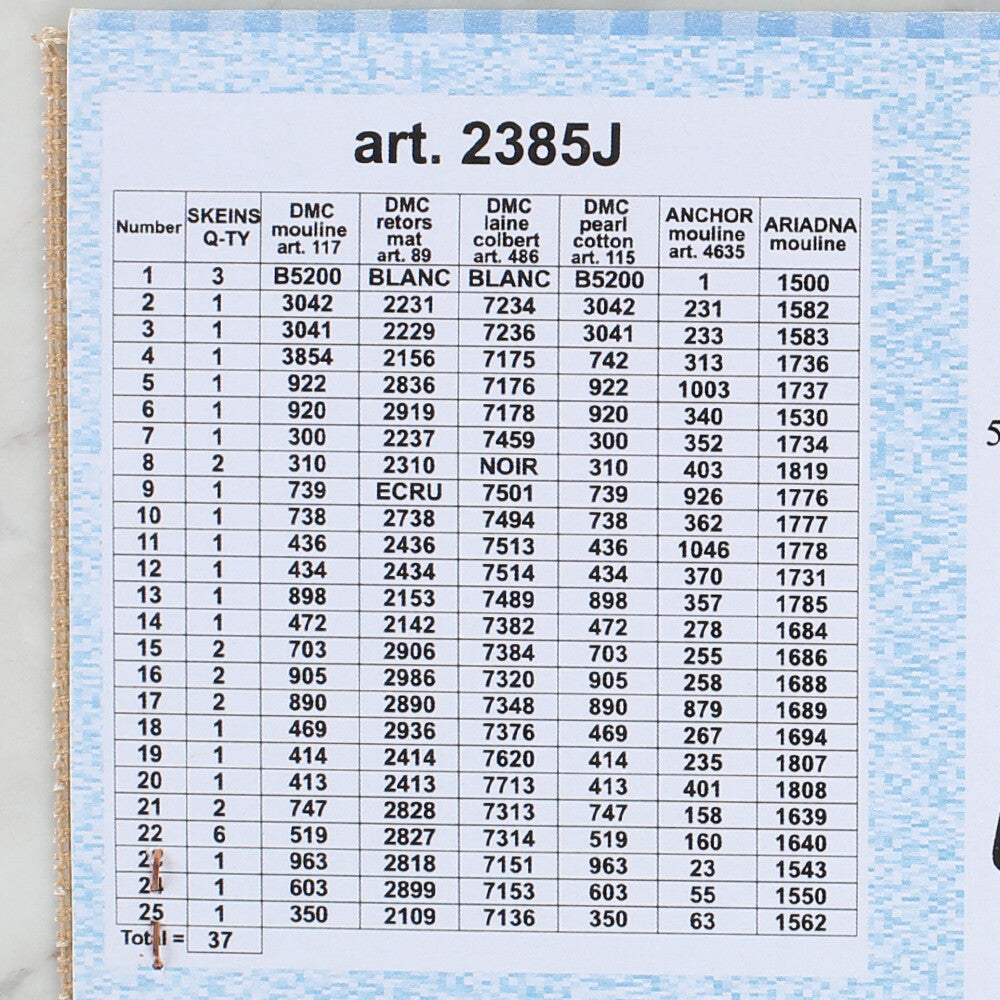 art. 2385J
Number SKEINS Q-TY DMC mouline art. 117 DMC retors mat art. 89 DMC laine colbert art. 486 DMC pearl cotton art. 115 ANCHOR mouline art. 4635 ARIADNA mouline
1 3 B5200 BLANC BLANC B5200 1 1500
2 1 3042 2231 7234 3042 231 1582
3 1 3041 2229 7236 3041 233 1583
4 1 3854 2156 7175 742 313 1736
5 1 922 2836 7176 922 1003 1737
6 1 920 2919 7178 920 340 1530
7 1 300 2237 7459 300 352 1734
8 2 310 2310 NOIR 310 403 1819
9 1 739 ECRU 7501 739 926 1776
10 1 738 2738 7494 738 362 1777
11 1 436 2436 7513 436 1046 1778
12 1 434 2434 7514 434 370 1731
13 1 898 2153 7489 898 357 1785
14 1 472 2142 7382 472 278 1684
15 2 703 2906 7384 703 255 1686
16 2 905 2986 7320 905 258 1688
17 2 890 2890 7348 890 879 1689
18 1 469 2936 7376 469 267 1694
19 1 414 2414 7620 414 235 1807
20 1 413 2413 7713 413 401 1808
21 2 747 2828 7313 747 158 1639
22 6 519 2827 7314 519 160 1640
23 1 963 2818 7151 963 23 1543
24 1 603 2899 7153 603 55 1550
25 1 350 2109 7136 350 63 1562
Total = 37
5